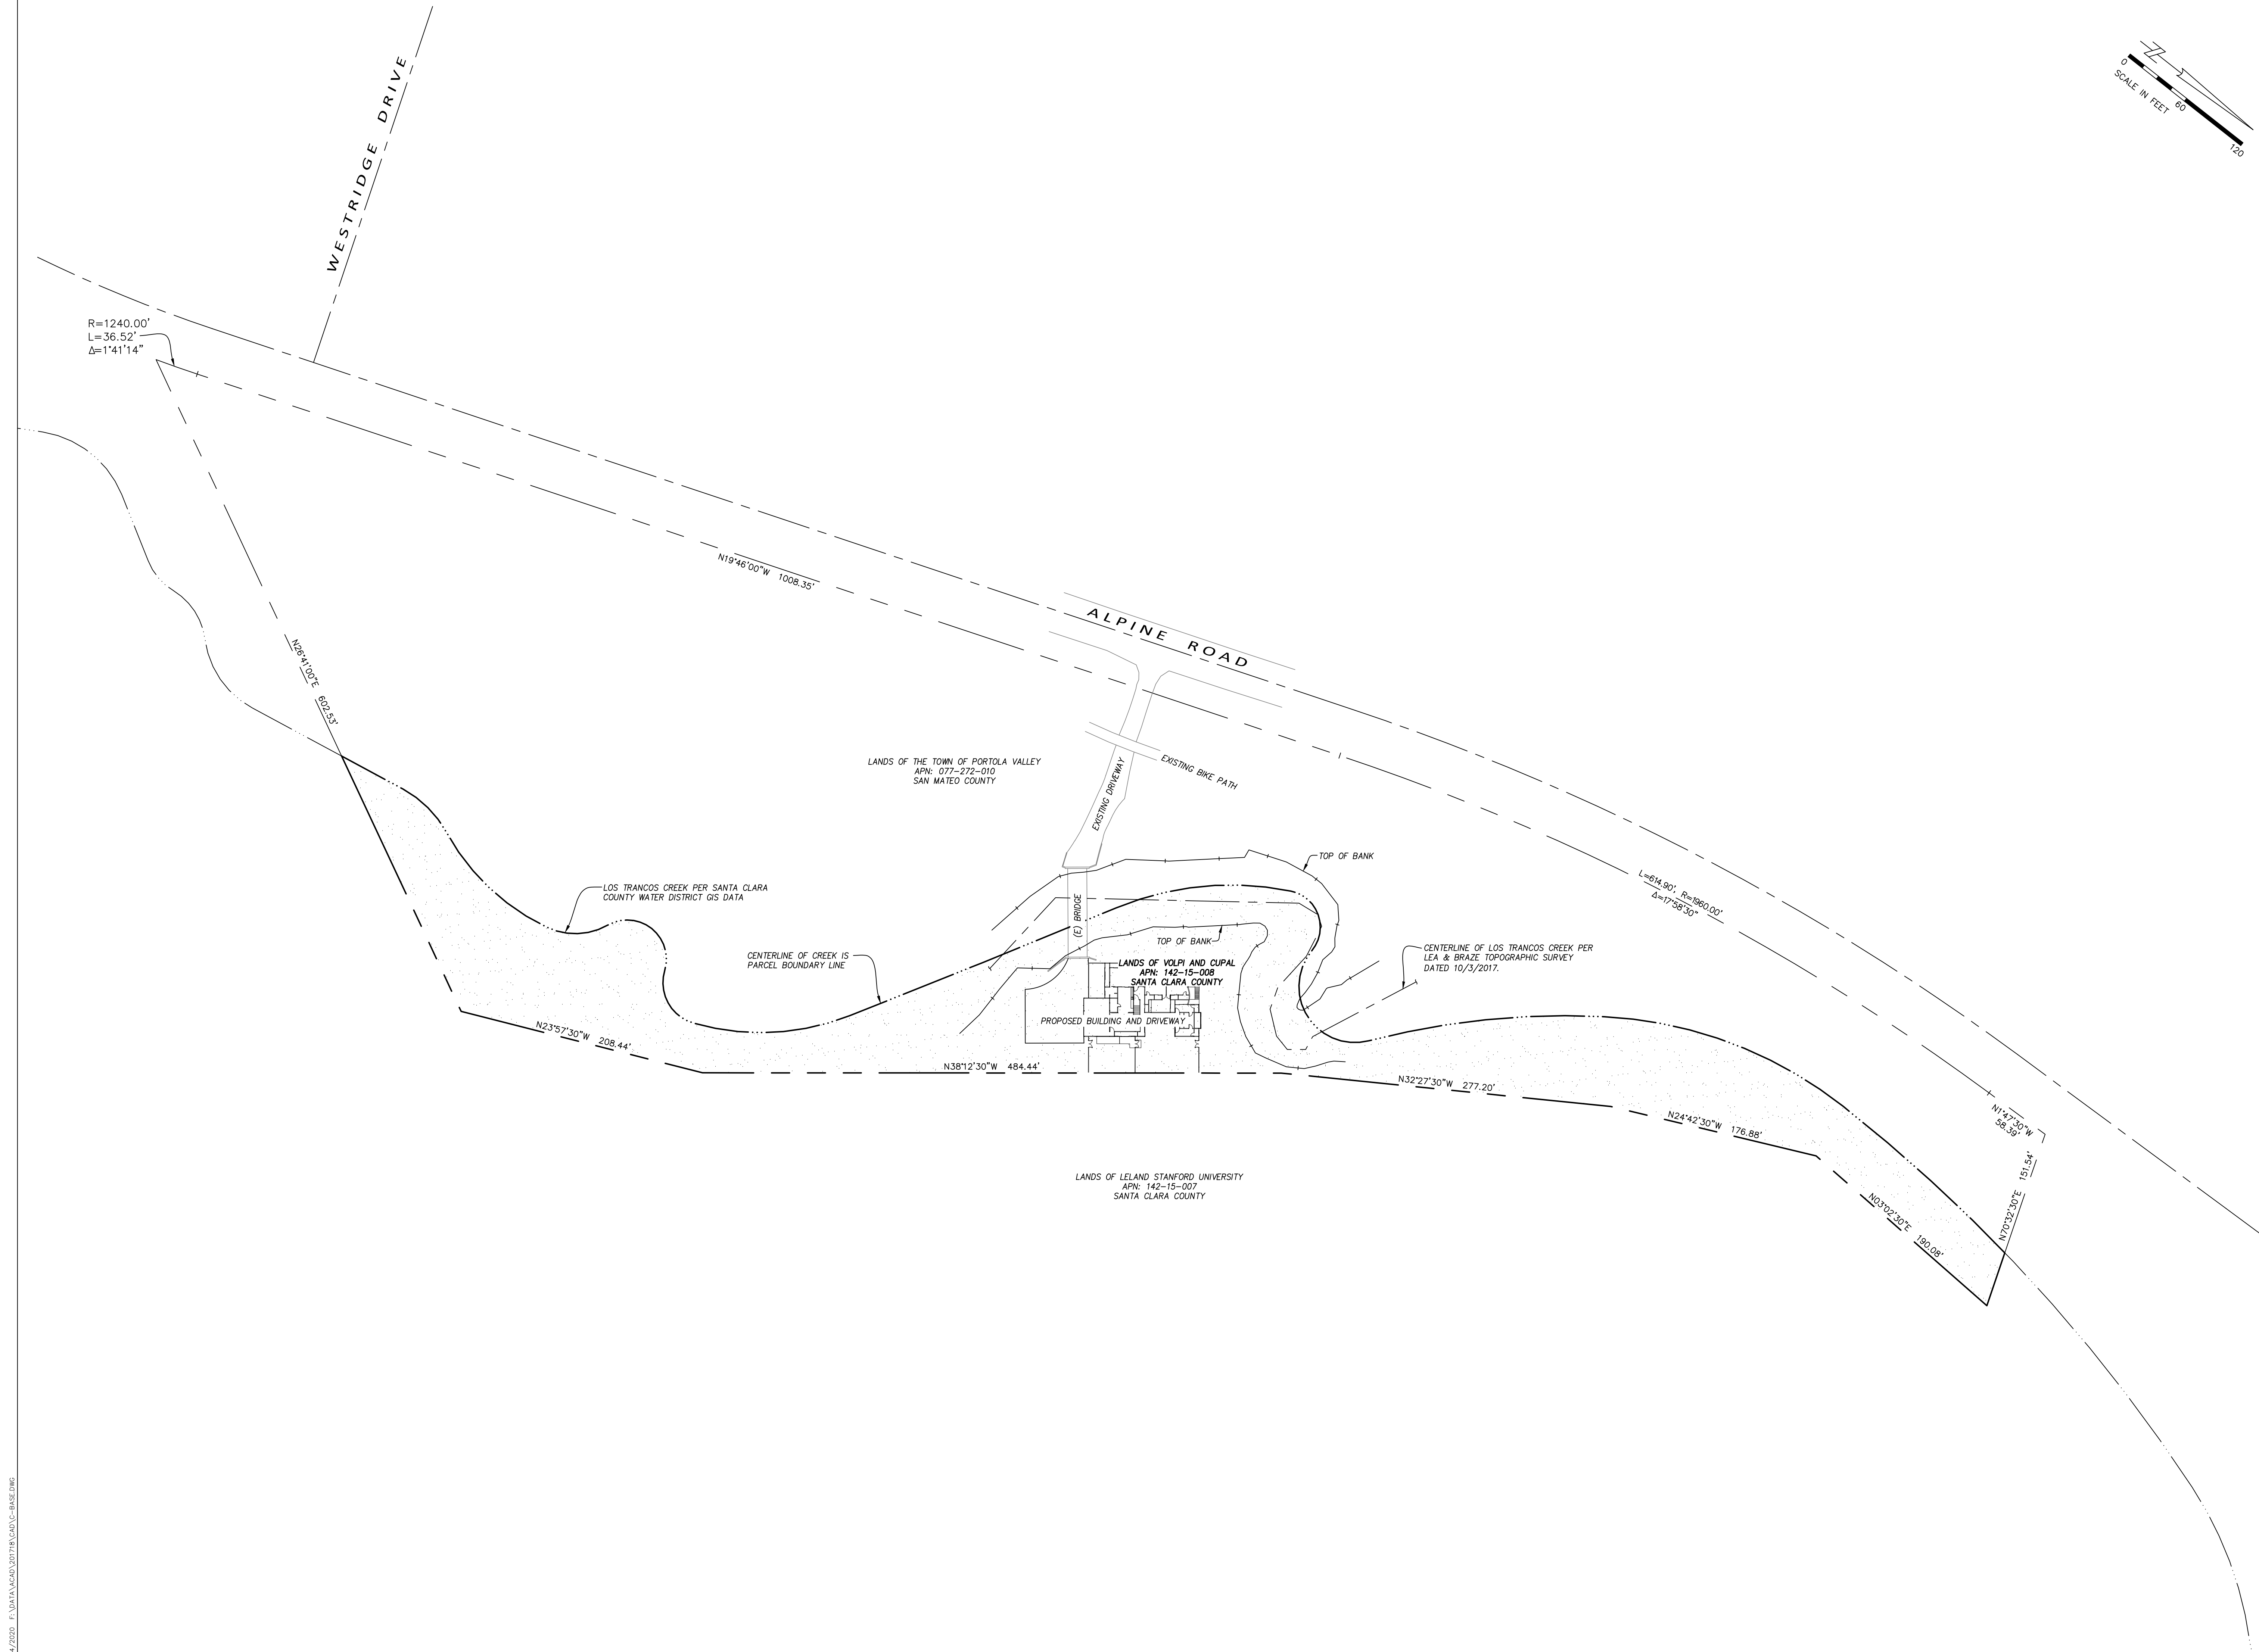 WESTRIDGE DRIVE
0
60
120
SCALE IN FEET
R=1240.00'
L=36.52'
Δ=1°41'14"
N19°46'00"W 1008.35'
ALPINE ROAD
N26°41'00"E 602.53'
LANDS OF THE TOWN OF PORTOLA VALLEY
APN: 077-272-010
SAN MATEO COUNTY
EXISTING DRIVEWAY
EXISTING BIKE PATH
TOP OF BANK
L=614.90', R=1960.00'
Δ=17°58'30"
LOS TRANCOS CREEK PER SANTA CLARA
COUNTY WATER DISTRICT GIS DATA
(E) BRIDGE
TOP OF BANK
CENTERLINE OF CREEK IS
PARCEL BOUNDARY LINE
LANDS OF VOLPI AND CUPAL
APN: 142-15-008
SANTA CLARA COUNTY
CENTERLINE OF LOS TRANCOS CREEK PER
LEA & BRAZE TOPOGRAPHIC SURVEY
DATED 10/3/2017.
PROPOSED BUILDING AND DRIVEWAY
N23°57'30"W 208.44'
N38°12'30"W 484.44'
N32°27'30"W 277.20'
N24°42'30"W 176.88'
N1°47'30"W
58.39'
N70°32'30"E 151.54'
N03°02'30"E 190.08'
LANDS OF LELAND STANFORD UNIVERSITY
APN: 142-15-007
SANTA CLARA COUNTY
4/2020 F:\DATA\ACAD\201718\CAD\C-BASE.DWG